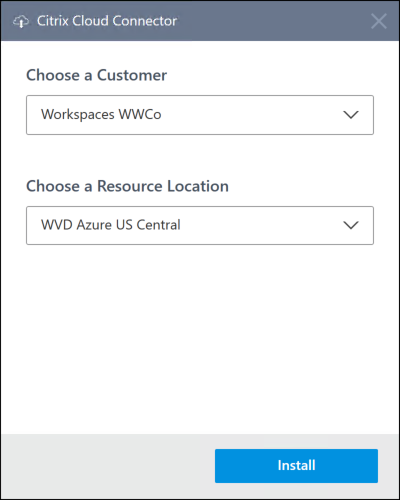 Citrix Cloud Connector
Choose a Customer
Workspaces WWCo
Choose a Resource Location
WVD Azure US Central
Install